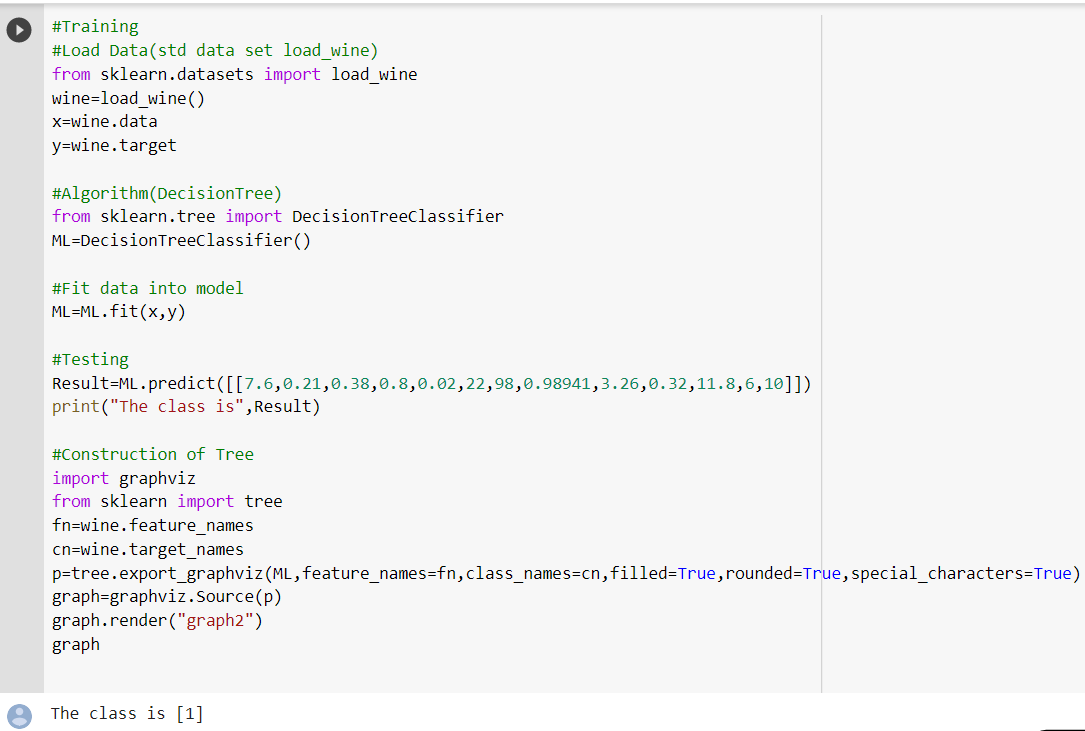 #Training
#Load Data(std data set load_wine)
from sklearn.datasets import load_wine
wine=load_wine()
x=wine.data
y=wine.target
#Algorithm(DecisionTree)
from sklearn.tree import DecisionTreeClassifier
ML=DecisionTreeClassifier()
#Fit data into model
ML=ML.fit(x,y)
#Testing
Result=ML.predict([[7.6,0.21,0.38,0.8,0.02,22,98,0.98941,3.26,0.32,11.8,6,10]])
print("The class is",Result)
#Construction of Tree
import graphviz
from sklearn import tree
fn=wine.feature_names
cn=wine.target_names
p=tree.export_graphviz(ML,feature_names=fn,class_names=cn,filled=True,rounded=True,special_characters=True)
graph=graphviz.Source(p)
graph.render("graph2")
graph
The class is [1]